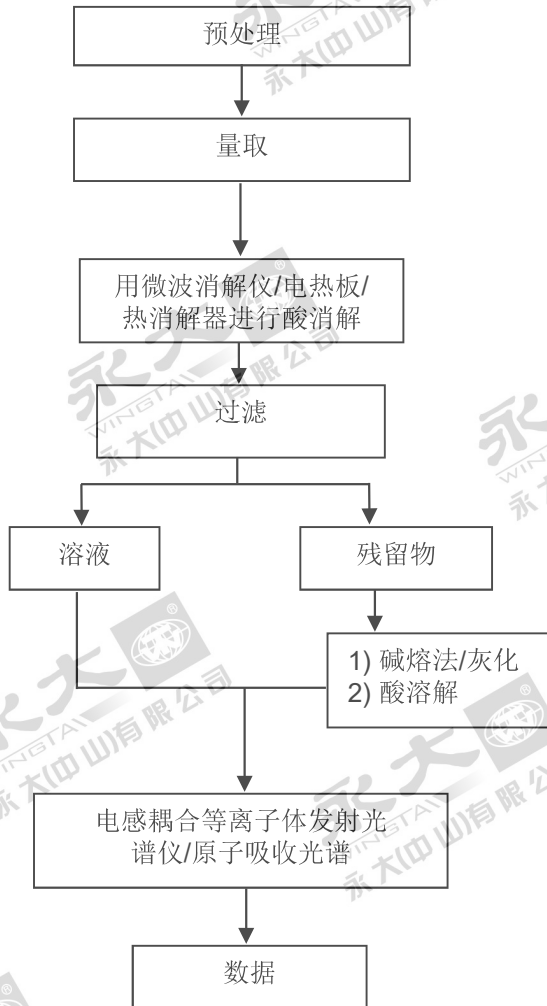 预处理
量取
用微波消解仪/电热板/
热消解器进行酸消解
过滤
溶液
残留物
1) 碱熔法/灰化
2) 酸溶解
电感耦合等离子体发射光
谱仪/原子吸收光谱
数据